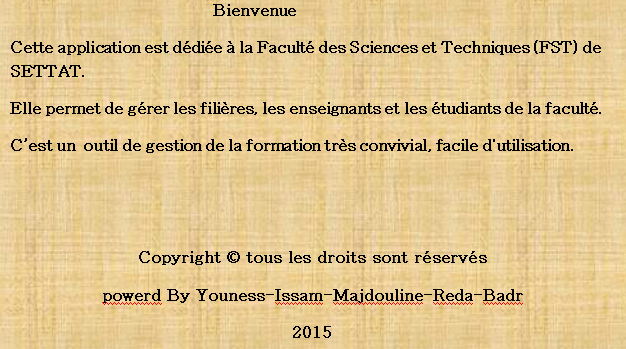 Bienvenue
Cette application est dédiée à la Faculté des Sciences et Techniques (FST) de
SETTAT.
Elle permet de gérer les filières, les enseignants et les étudiants de la faculté.
C'est un outil de gestion de la formation très convivial, facile d'utilisation.
Copyright © tous les droits sont réservés
powerd By Youness-Issam-Majdouline-Reda-Badr
2015